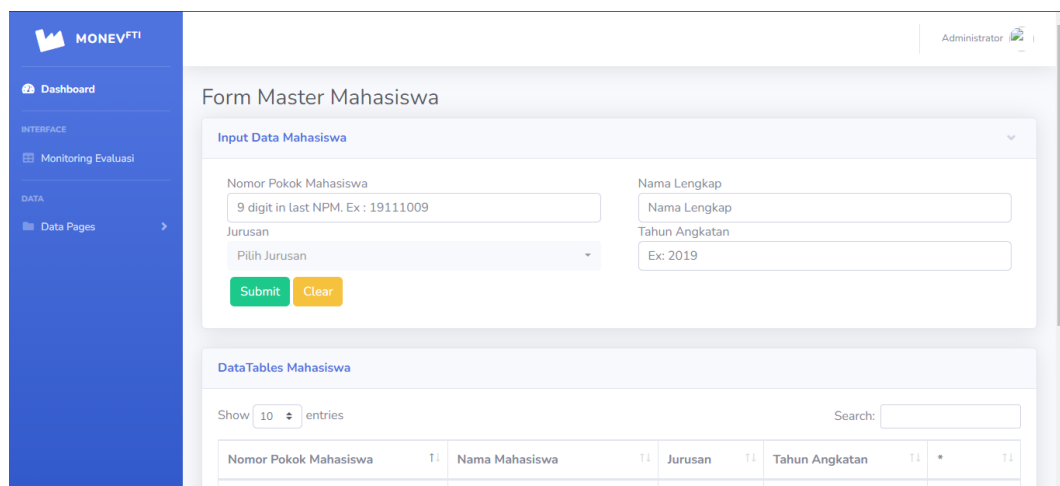 MONEV FTI
Administrator
Dashboard
Form Master Mahasiswa
INTERFACE
Input Data Mahasiswa
Monitoring Evaluasi
Nomor Pokok Mahasiswa
Nama Lengkap
DATA
9 digit in last NPM. Ex : 19111009
Nama Lengkap
Data Pages
Jurusan
Tahun Angkatan
Pilih Jurusan
Ex: 2019
Submit Clear
DataTables Mahasiswa
Show 10 entries
Search:
Nomor Pokok Mahasiswa Nama Mahasiswa Jurusan Tahun Angkatan *